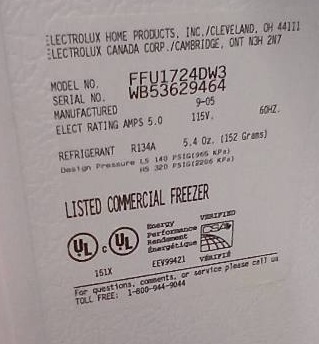 ELECTROLUX HOME PRODUCTS, INC./CLEVELAND, OH 44111
ELECTROLUX CANADA CORP./CAMBRIDGE, ONT N3H 2N7
MODEL NO. FFU1724DW3
SERIAL NO. WB53629464
MANUFACTURED 9-05
ELECT RATING AMPS 5.0 115V. 60HZ.
REFRIGERANT R134A 5.4 Oz. (152 Grams)
Design Pressure LS 140 PSIG(965 KPa)
HS 320 PSIG(2206 KPa)
LISTED COMMERCIAL FREEZER
UL c UL
151X
Energy
Performance
Rendement
Énergétique
EEV99421
VERIFIED
CSA
VERIFIÉ
For questions, comments, or service please call us
TOLL FREE: 1-800-944-9044